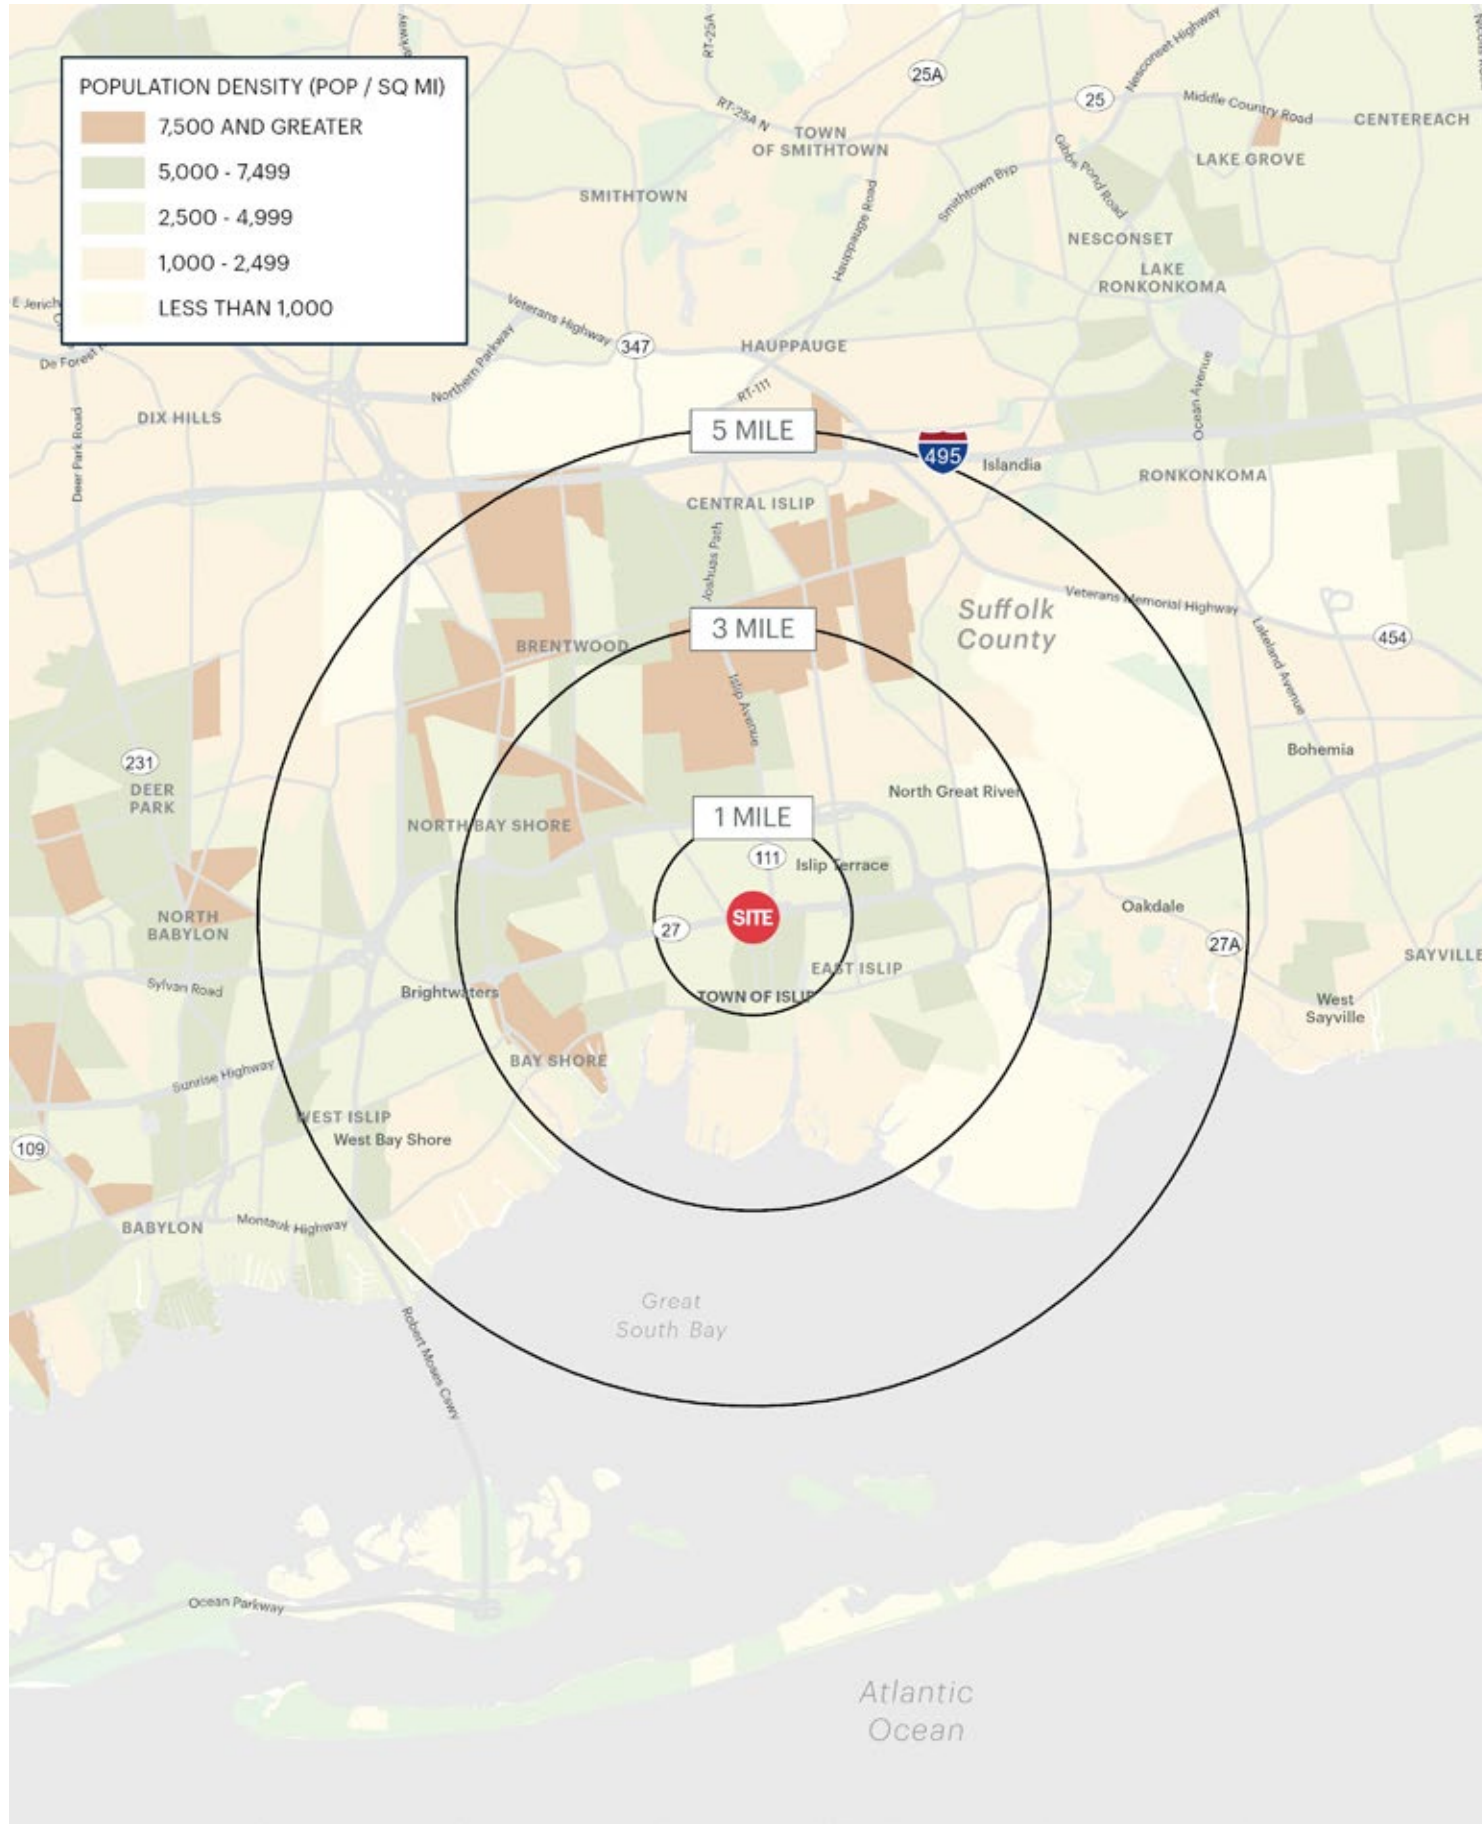 POPULATION DENSITY (POP / SQ MI)
7,500 AND GREATER
5,000 - 7,499
2,500 - 4,999
1,000 - 2,499
LESS THAN 1,000
RT-25A
25A
Nesconset Highway
25
Middle Country Road
CENTEREACH
RT-25A N
TOWN
OF SMITHTOWN
LAKE GROVE
Gibbs Pond Road
Smithtown Byp
SMITHTOWN
Hauppauge Road
NESCONSET
LAKE
RONKONKOMA
E Jerich
De Forest
Veterans Highway
347
HAUPPAUGE
Northern Parkway
RT-111
Ocean Avenue
DIX HILLS
Deer Park Road
5 MILE
495
Islandia
RONKONKOMA
CENTRAL ISLIP
Joshuas Path
Suffolk
County
Veterans Memorial Highway
454
3 MILE
BRENTWOOD
Lakeland Avenue
Islip Avenue
Bohemia
231
DEER
PARK
North Great River
1 MILE
NORTH BAY SHORE
111
Islip Terrace
SITE
27
Oakdale
27A
NORTH
BABYLON
SAYVILLE
EAST ISLIP
Sylvan Road
Brightwaters
TOWN OF ISLIP
West
Sayville
BAY SHORE
Sunrise Highway
WEST ISLIP
West Bay Shore
109
BABYLON
Montauk Highway
Great
South Bay
Robert Moses Cswy
Ocean Parkway
Atlantic
Ocean